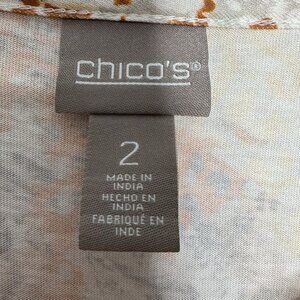 chico's®
2
MADE IN
INDIA
HECHO EN
INDIA
FABRIQUÉ EN
INDE